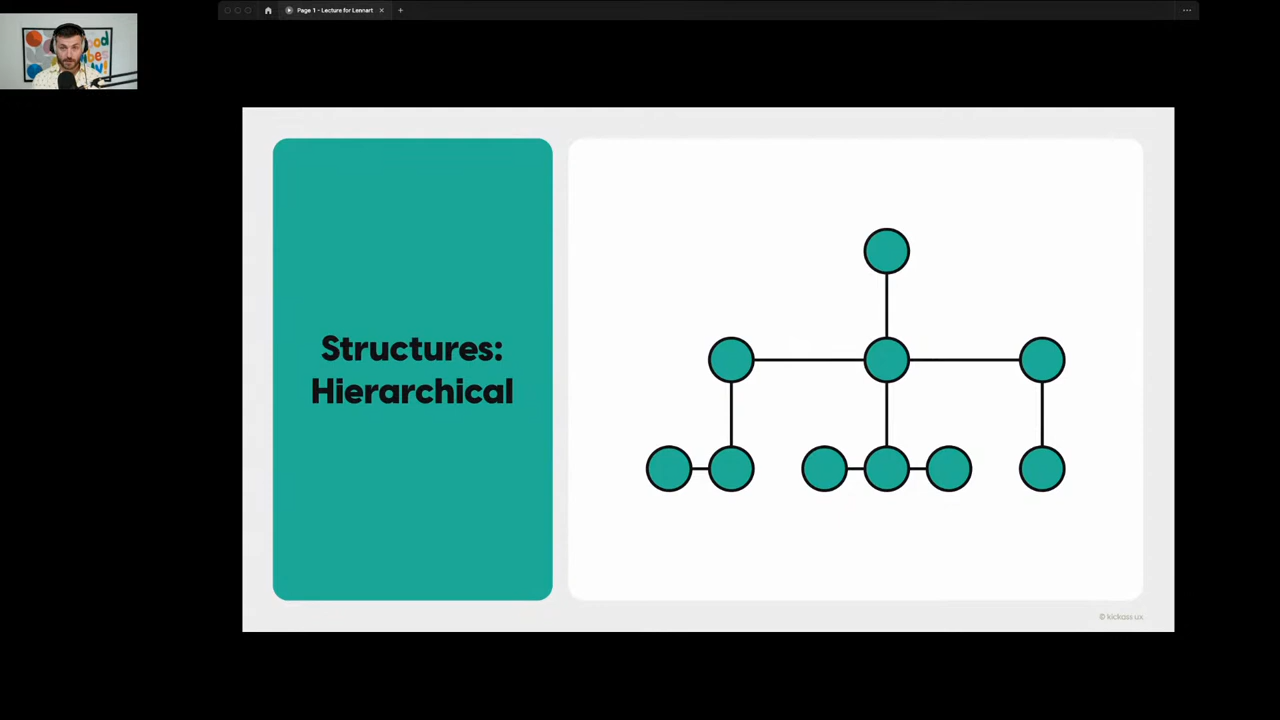 Page 1 - Lecture for Lennart
Structures:
Hierarchical
© kickass ux.